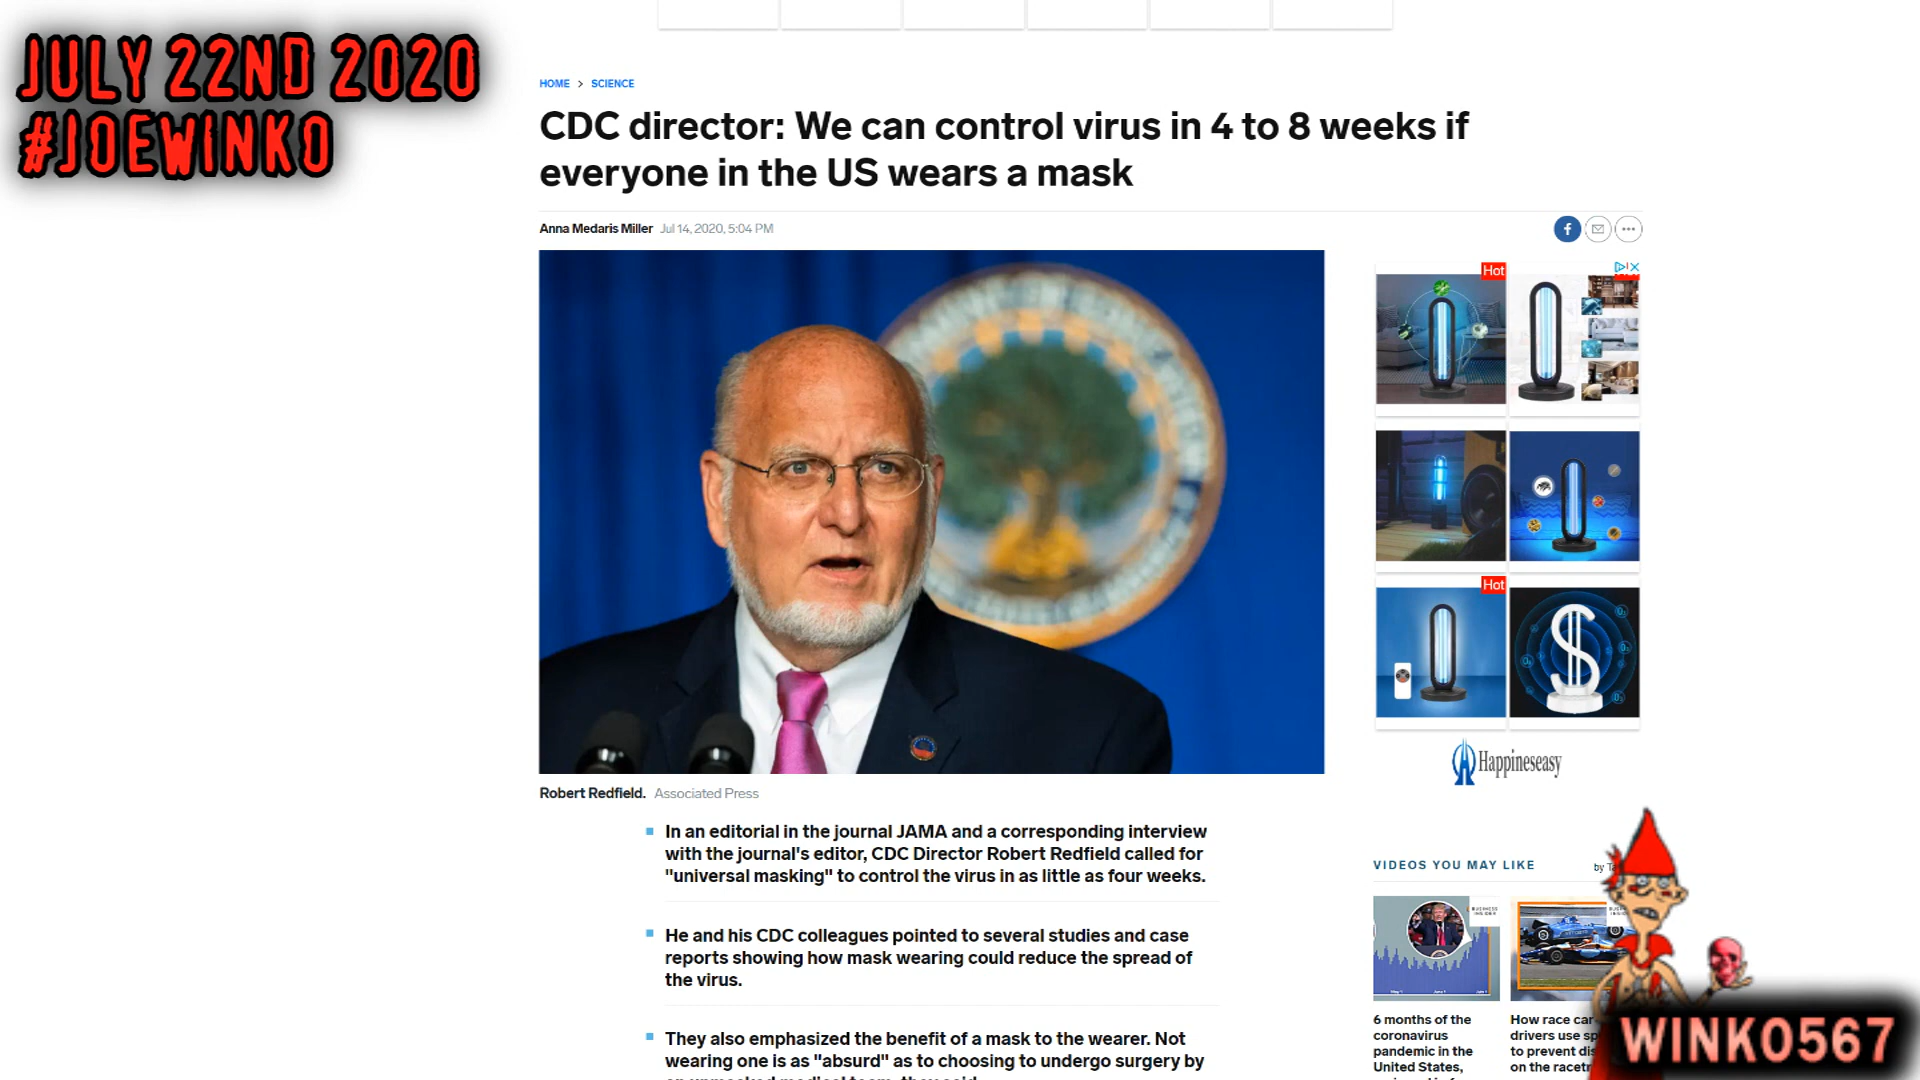 JULY 22ND 2020
#JOEWINKO
HOME > SCIENCE
CDC director: We can control virus in 4 to 8 weeks if
everyone in the US wears a mask
Anna Medaris Miller Jul 14, 2020, 5:04 PM
Hot
Hot
Happineseasy
Robert Redfield. Associated Press
In an editorial in the journal JAMA and a corresponding interview
with the journal's editor, CDC Director Robert Redfield called for
"universal masking" to control the virus in as little as four weeks.
He and his CDC colleagues pointed to several studies and case
reports showing how mask wearing could reduce the spread of
the virus.
They also emphasized the benefit of a mask to the wearer. Not
wearing one is as "absurd" as to choosing to undergo surgery by
VIDEOS YOU MAY LIKE
by
BUSINESS
INSIDER
6 months of the
coronavirus
pandemic in the
United States,
How race car
drivers use
to prevent
on the
WINKO567